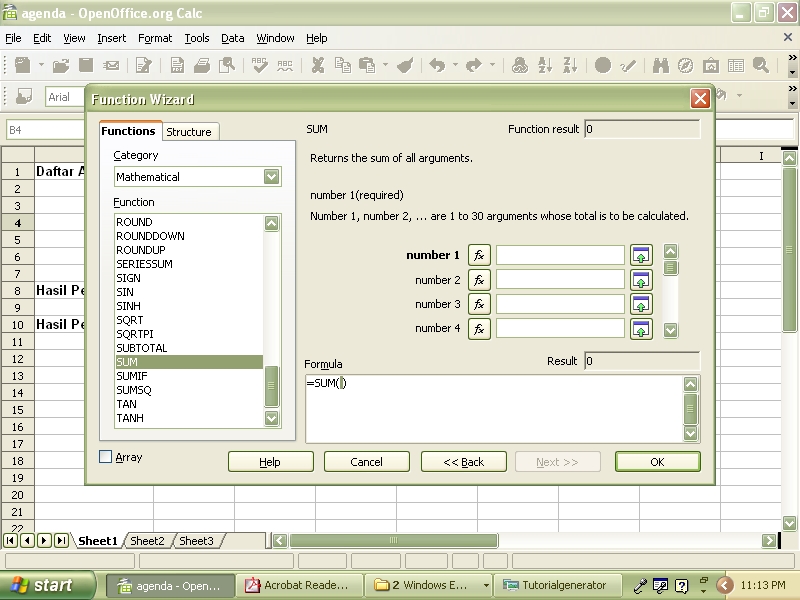 agenda - OpenOffice.org Calc
File Edit View Insert Format Tools Data Window Help
ABC ABC
Arial
Function Wizard
B4
Functions Structure
SUM
Function result 0
Category
Returns the sum of all arguments.
I
Mathematical
1 Daftar A
number 1(required)
Function
Number 1, number 2, ... are 1 to 30 arguments whose total is to be calculated.
2
3
4
5
6
7
8 Hasil Pe
9
10 Hasil Pe
11
12
13
14
15
16
17
18
19
20
21
22
ROUND
ROUNDDOWN
ROUNDUP
SERIESSUM
SIGN
SIN
SINH
SQRT
SQRTPI
SUBTOTAL
SUM
SUMIF
SUMSQ
TAN
TANH
number 1 fx
number 2 fx
number 3 fx
number 4 fx
Formula
Result 0
=SUM()
Array
Help Cancel << Back Next >> OK
Sheet1 Sheet2 Sheet3
start agenda - Open... Acrobat Reade... 2 Windows E... Tutorialgenerator 11:13 PM